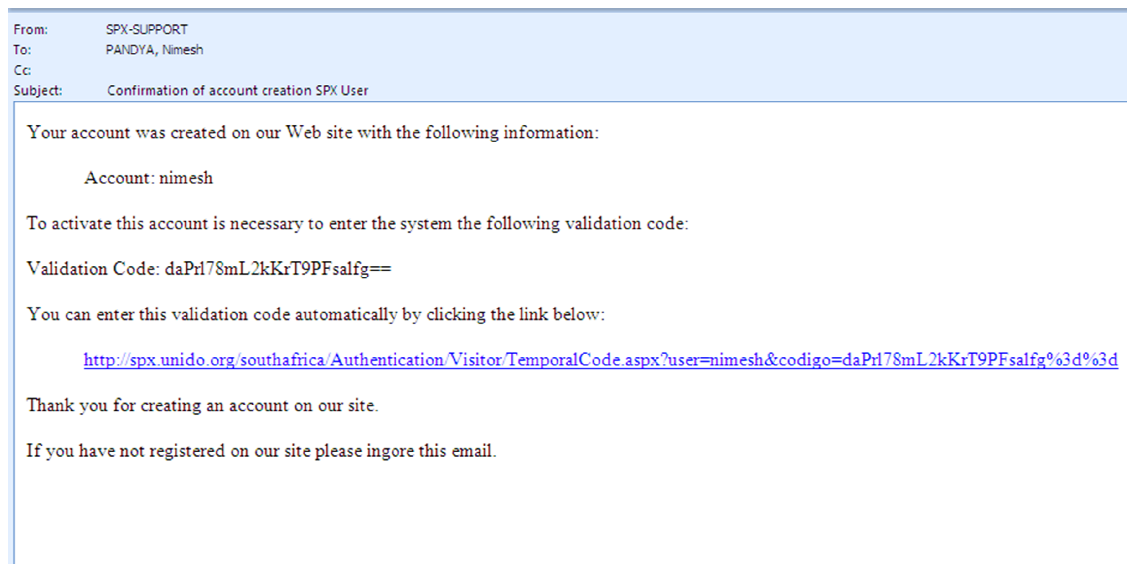 From: SPX-SUPPORT
To: PANDYA, Nimesh
Cc:
Subject: Confirmation of account creation SPX User
Your account was created on our Web site with the following information:
Account: nimesh
To activate this account is necessary to enter the system the following validation code:
Validation Code: daPrl78mL2kKrT9PFsalfg==
You can enter this validation code automatically by clicking the link below:
http://spx.unido.org/southafrica/Authentication/Visitor/TemporalCode.aspx?user=nimesh&codigo=daPrl78mL2kKrT9PFsalfg%3d%3d
Thank you for creating an account on our site.
If you have not registered on our site please ingore this email.